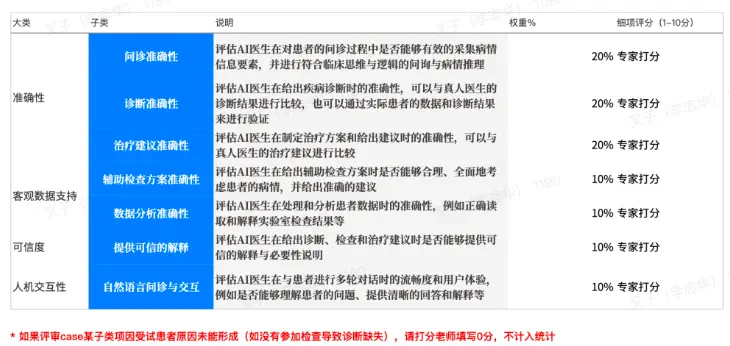 大类 子类 说明 权重% 细项评分（1-10分）
准确性
问诊准确性
评估AI医生在对患者的问诊过程中是否能够有效的采集病情
信息要素，并进行符合临床思维与逻辑的问询与病情推理
20% 专家打分
诊断准确性
评估AI医生在给出疾病诊断时的准确性，可以与真人医生的
诊断结果进行比较，也可以通过实际患者的数据和诊断结果
来进行验证
20% 专家打分
治疗建议准确性
评估AI医生在制定治疗方案和给出建议时的准确性，可以与
真人医生的治疗建议进行比较
20% 专家打分
客观数据支持
辅助检查方案准确性
评估AI医生在给出辅助检查方案时是否能够合理、全面地考
虑患者的病情，并给出准确的建议
10% 专家打分
数据分析准确性
评估AI医生在处理和分析患者数据时的准确性，例如正确读
取和解释实验室检查结果等
10% 专家打分
可信度
提供可信的解释
评估AI医生在给出诊断、检查和治疗建议时是否能够提供可
信的解释与必要性说明
10% 专家打分
人机交互性
自然语言问诊与交互
评估AI医生在与患者进行多轮对话时的流畅度和用户体验，
例如是否能够理解患者的问题、提供清晰的回答和解释等
10% 专家打分
* 如果评审case某子类项因受试患者原因未能形成（如没有参加检查导致诊断缺失），请打分老师填写0分，不计入统计